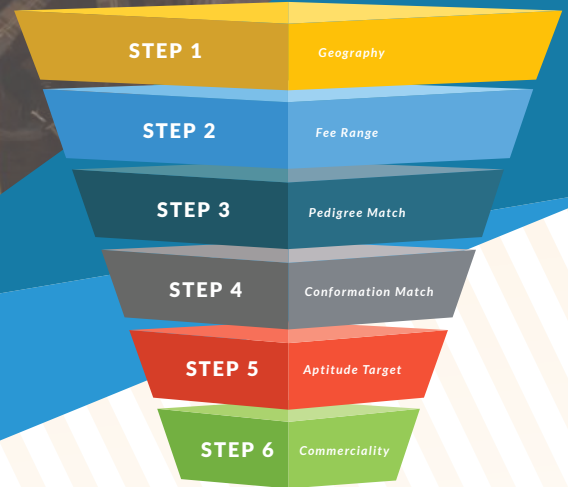 STEP 1 Geography
STEP 2 Fee Range
STEP 3 Pedigree Match
STEP 4 Conformation Match
STEP 5 Aptitude Target
STEP 6 Commerciality